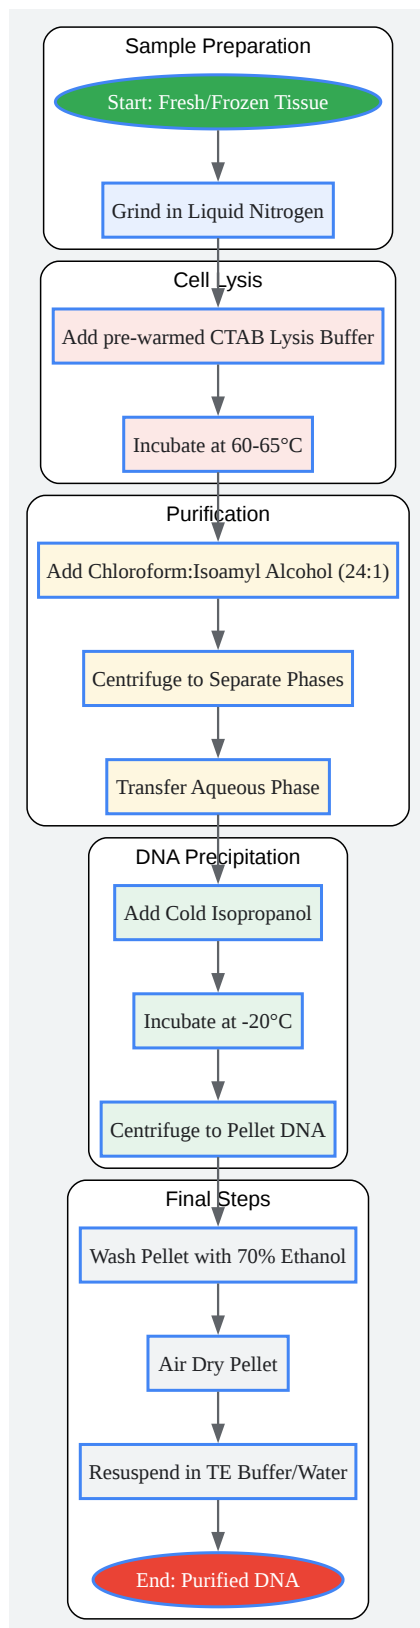 Sample Preparation
Start: Fresh/Frozen Tissue
Grind in Liquid Nitrogen
Cell Lysis
Add pre-warmed CTAB Lysis Buffer
Incubate at 60-65°C
Purification
Add Chloroform:Isoamyl Alcohol (24:1)
Centrifuge to Separate Phases
Transfer Aqueous Phase
DNA Precipitation
Add Cold Isopropanol
Incubate at -20°C
Centrifuge to Pellet DNA
Final Steps
Wash Pellet with 70% Ethanol
Air Dry Pellet
Resuspend in TE Buffer/Water
End: Purified DNA